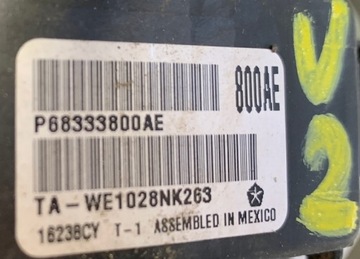 800AE
P68333800AE
TA-WE1028NK263
16238CY T-1 ASSEMBLED IN MEXICO
V
2